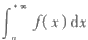 ∫_a^{+∞} f(x)dx